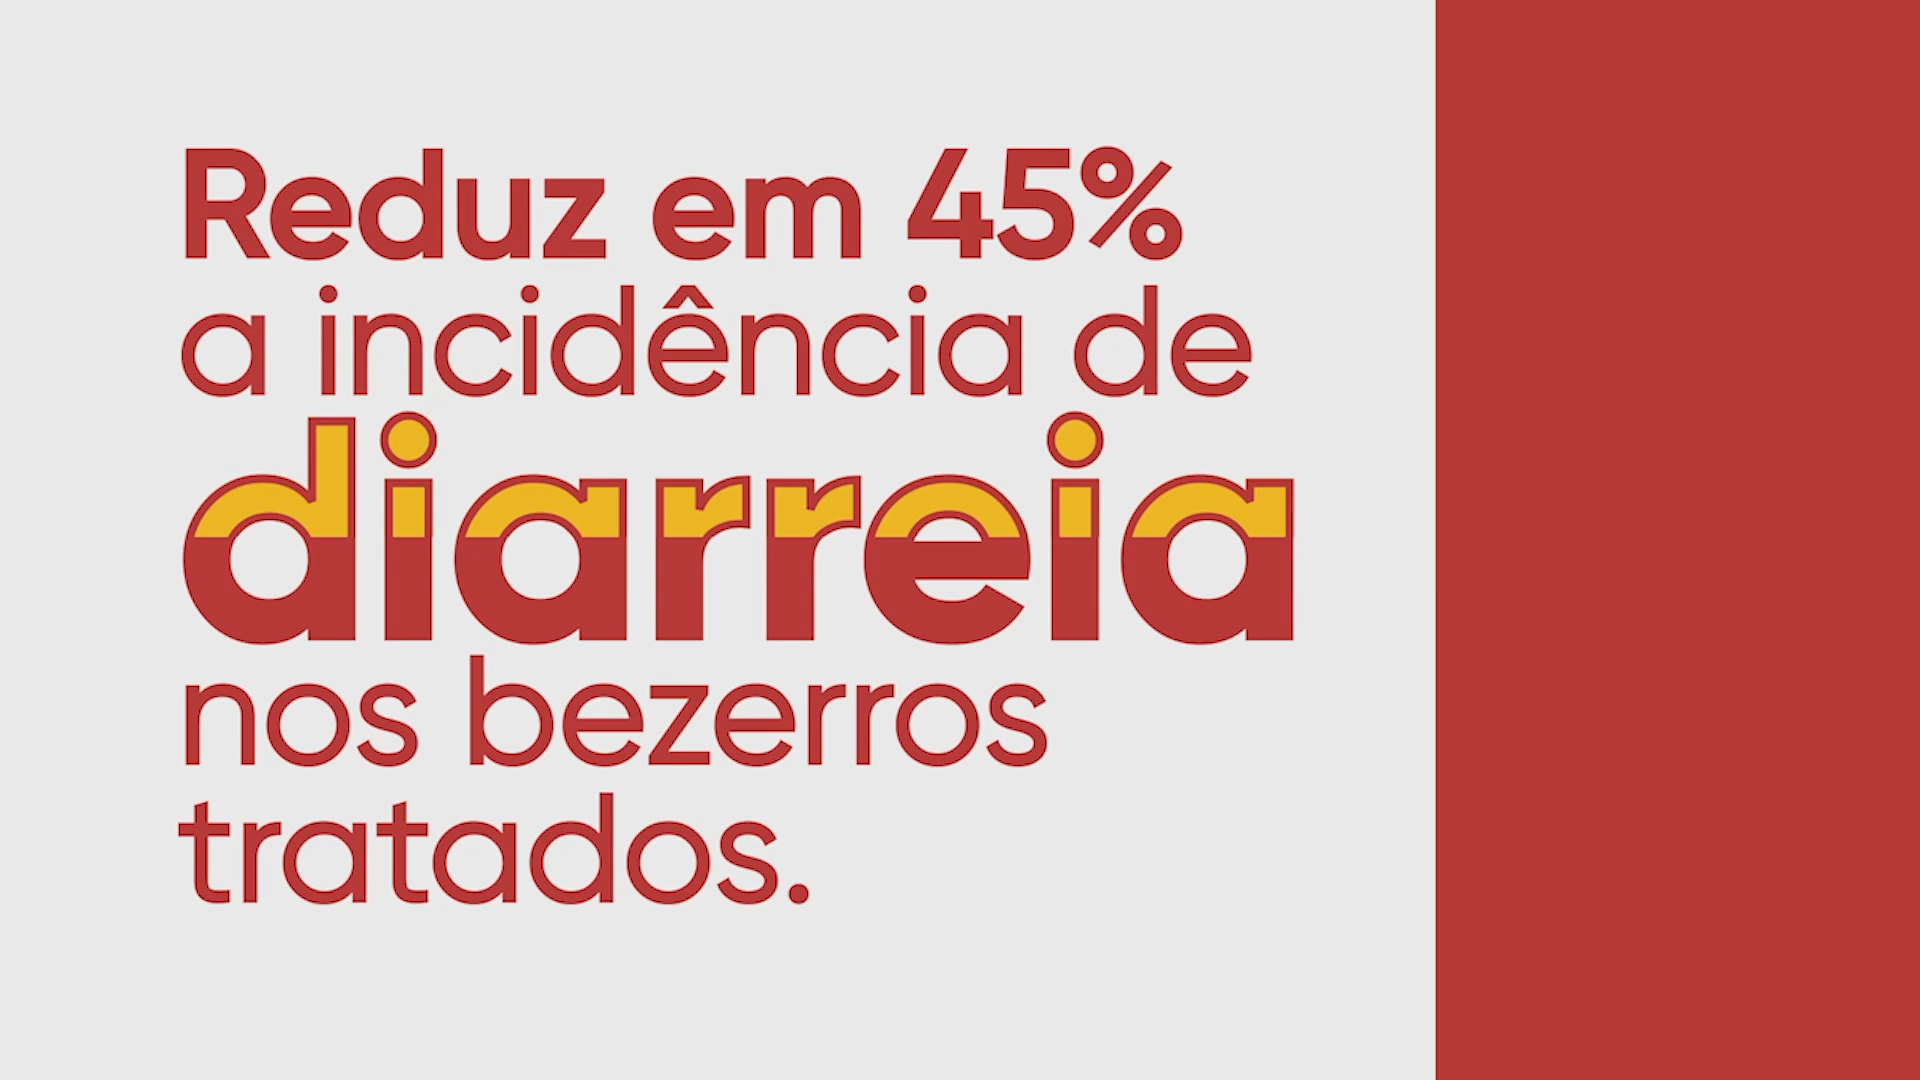 Reduz em 45%
a incidência de
diarreia
nos bezerros
tratados.